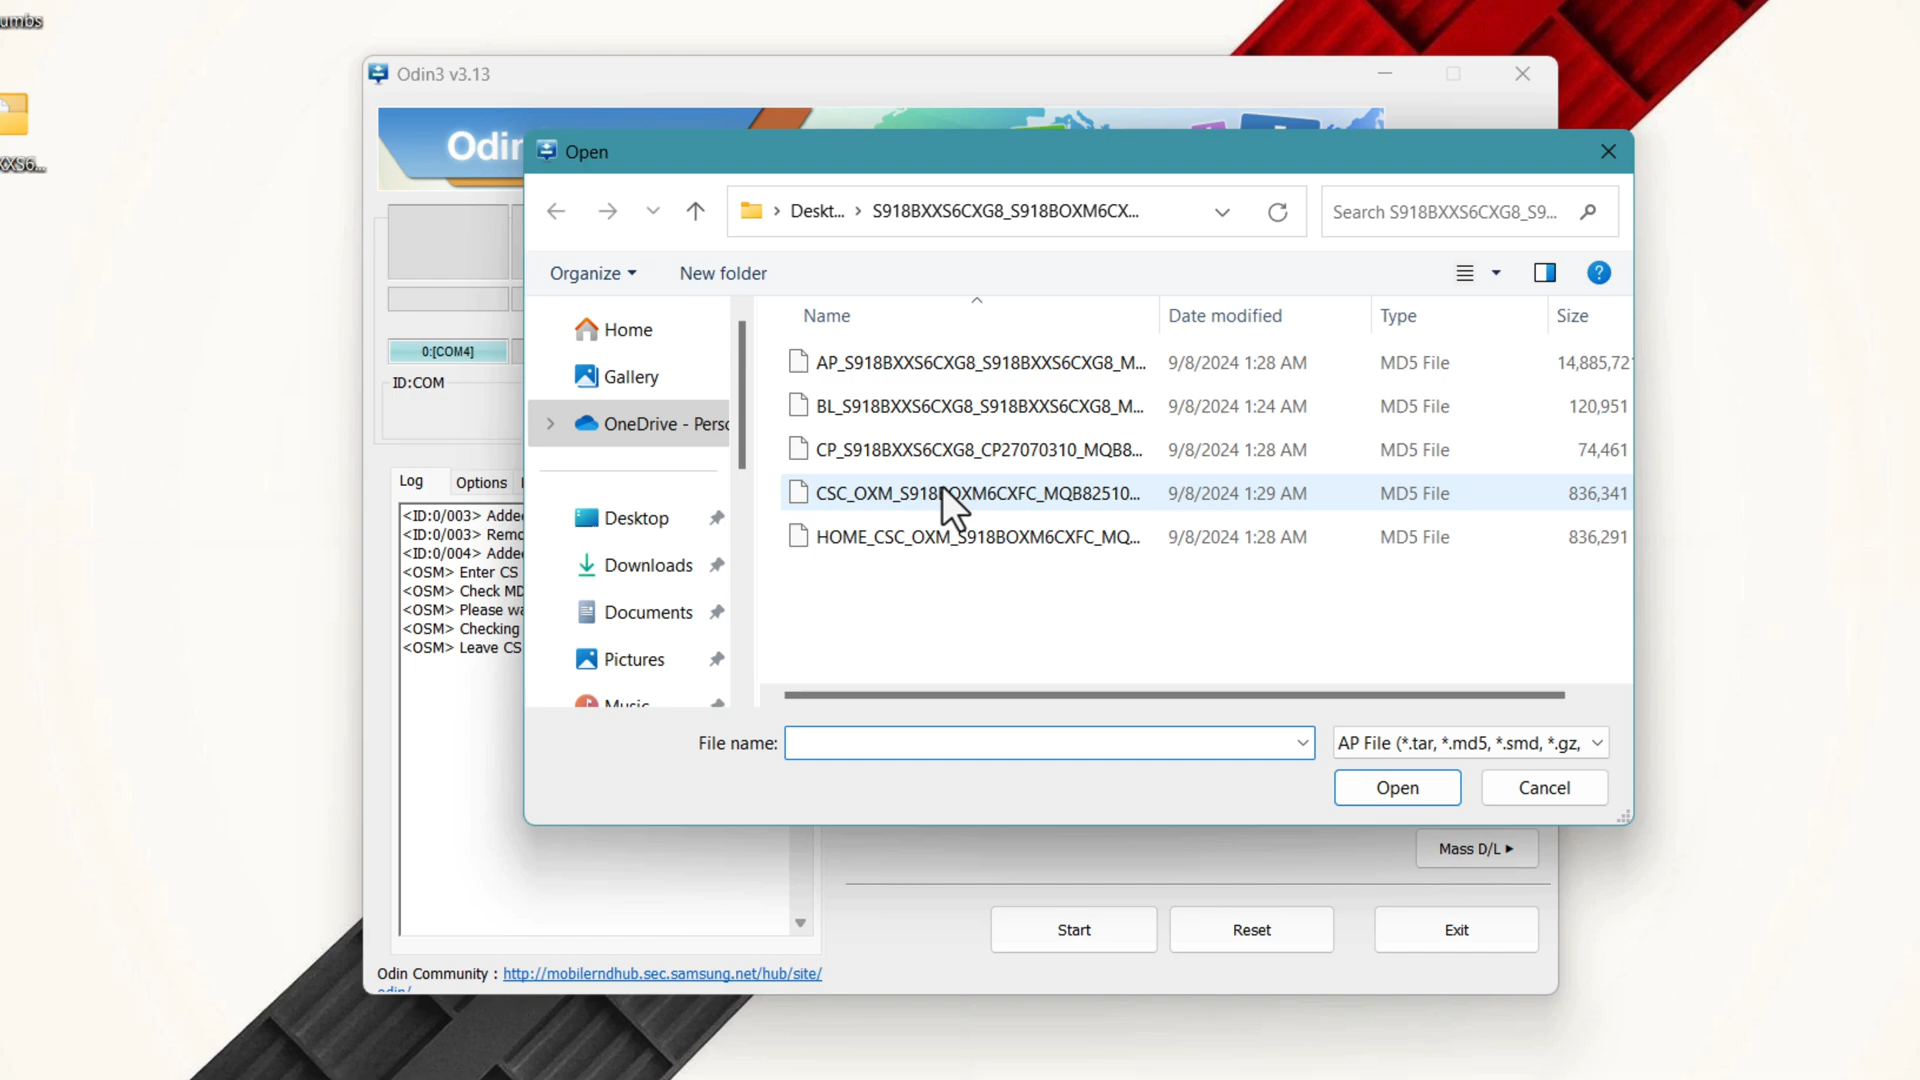 umbs
XXS6...
Odin3 v3.13
Odin
Open
Deskt... > S918BXXS6CXG8_S918BOXM6CX...
Search S918BXXS6CXG8_S9...
Organize
New folder
Home
Gallery
OneDrive - Perso
Desktop
Downloads
Documents
Pictures
Music
Name Date modified Type Size
AP_S918BXXS6CXG8_S918BXXS6CXG8_M... 9/8/2024 1:28 AM MD5 File 14,885,72
BL_S918BXXS6CXG8_S918BXXS6CXG8_M... 9/8/2024 1:24 AM MD5 File 120,951
CP_S918BXXS6CXG8_CP27070310_MQB8... 9/8/2024 1:28 AM MD5 File 74,461
CSC_OXM_S918BOXM6CXFC_MQB82510... 9/8/2024 1:29 AM MD5 File 836,341
HOME_CSC_OXM_S918BOXM6CXFC_MQ... 9/8/2024 1:28 AM MD5 File 836,291
File name:
AP File (*.tar, *.md5, *.smd, *.gz,
Open
Cancel
0:[COM4]
ID:COM
Log
Options
<ID:0/003> Added
<ID:0/003> Remo
<ID:0/004> Added
<OSM> Enter CS
<OSM> Check MD
<OSM> Please wa
<OSM> Checking
<OSM> Leave CS
Mass D/L
Start
Reset
Exit
Odin Community : http://mobilerndhub.sec.samsung.net/hub/site/
odin/